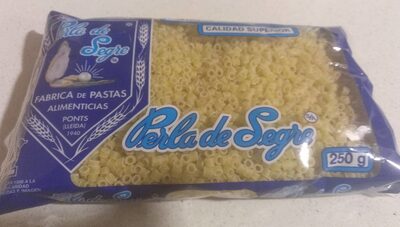 Perla de
Segre
CALIDAD SUPERIOR
FABRICA DE PASTAS
ALIMENTICIAS
PONTS
(LLEIDA)
1940
Perla de Segre
250 g